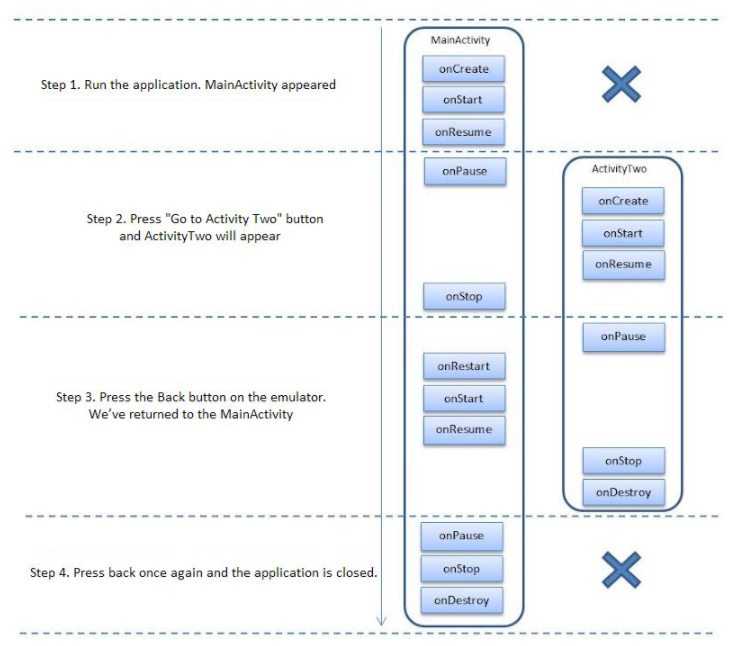 MainActivity
Step 1. Run the application. MainActivity appeared
onCreate
onStart
onResume
onPause
ActivityTwo
Step 2. Press "Go to Activity Two" button
and ActivityTwo will appear
onCreate
onStart
onResume
onStop
onPause
Step 3. Press the Back button on the emulator.
We've returned to the MainActivity
onRestart
onStart
onResume
onStop
onDestroy
Step 4. Press back once again and the application is closed.
onPause
onStop
onDestroy